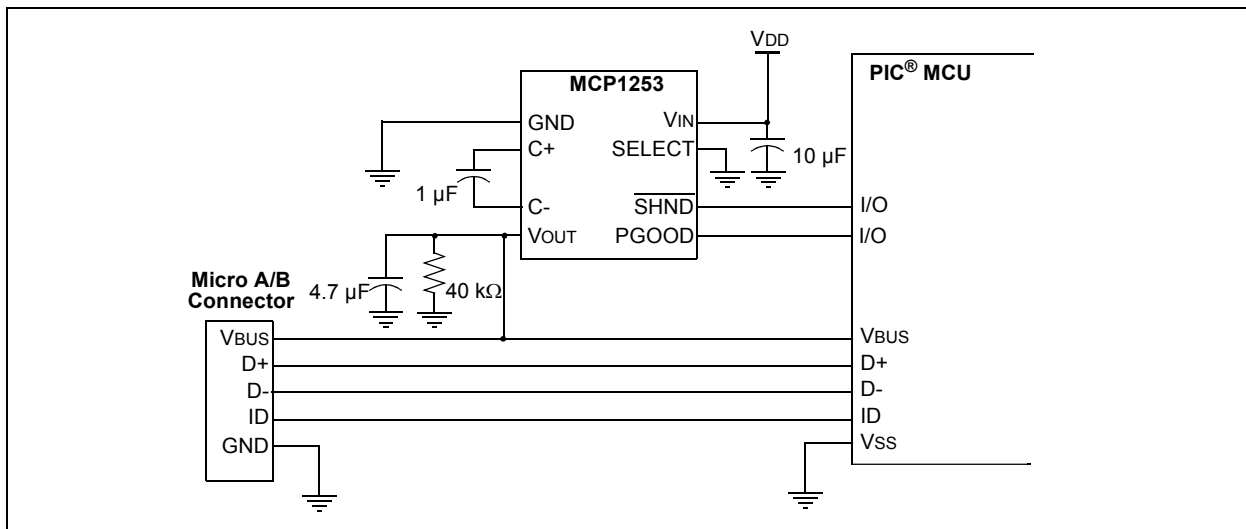 VDD
PIC® MCU
MCP1253
GND
VIN
C+
SELECT
10 µF
1 µF
C-
SHND
I/O
VOUT
PGOOD
I/O
Micro A/B
Connector
4.7 µF
40 kΩ
VBUS
VBUS
D+
D+
D-
D-
ID
ID
GND
VSS